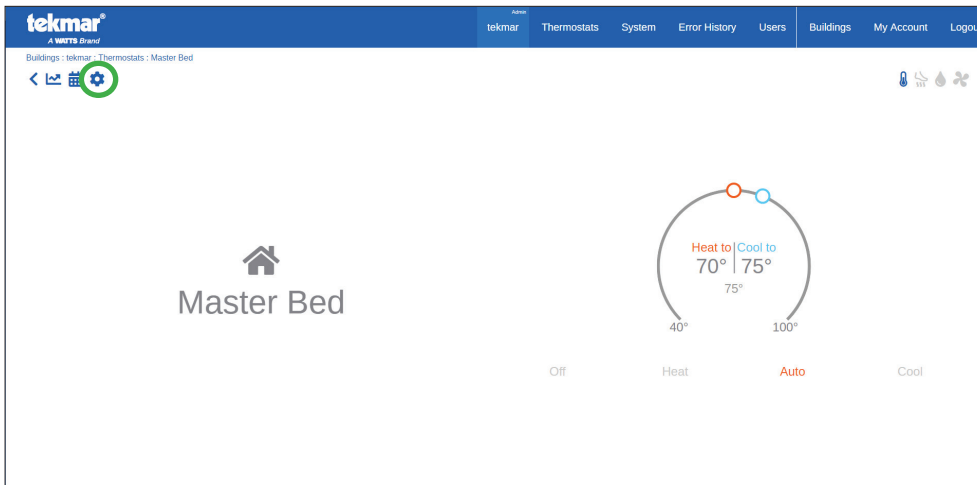 tekmar®
A WATTS Brand
Admin
tekmar Thermostats System Error History Users Buildings My Account Logou
Buildings : tekmar : Thermostats : Master Bed
Master Bed
Heat to Cool to
70° 75°
75°
40° 100°
Off Heat Auto Cool